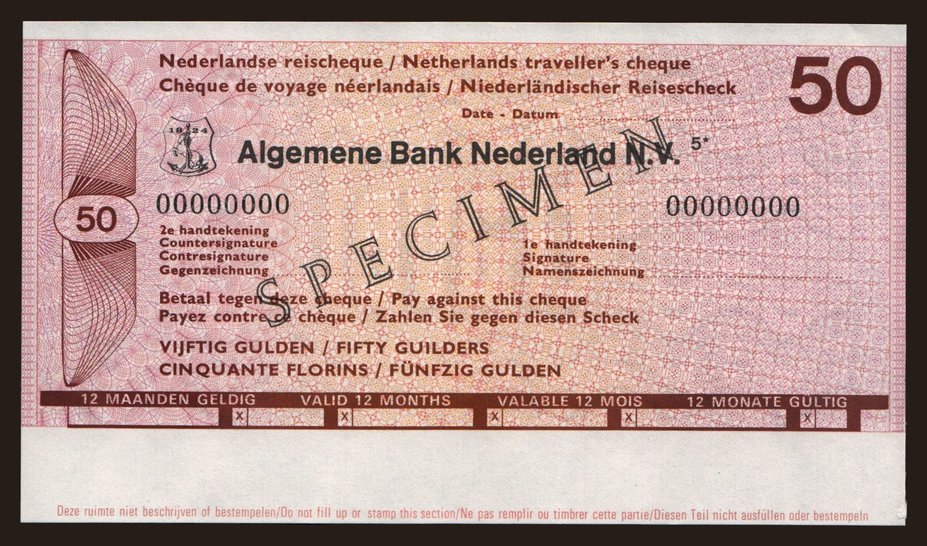 Nederlandse reischeque / Netherlands traveller's cheque
Chèque de voyage néerlandais / Niederländischer Reisescheck
50
Date - Datum
1824
Algemene Bank Nederland N.V. 5*
SPECIMEN
00000000 00000000
50
2e handtekening
Countersignature
Contresignature
Gegenzeichnung
1e handtekening
Signature
Namenszeichnung
Betaal tegen deze cheque / Pay against this cheque
Payez contre ce chèque / Zahlen Sie gegen diesen Scheck
VIJFTIG GULDEN / FIFTY GUILDERS
CINQUANTE FLORINS / FÜNFZIG GULDEN
12 MAANDEN GELDIG VALID 12 MONTHS VALABLE 12 MOIS 12 MONATE GÜLTIG
X X X X X
Deze ruimte niet beschrijven of bestempelen/Do not fill up or stamp this section/Ne pas remplir ou timbrer cette partie/Diesen Teil nicht ausfüllen oder bestempeln